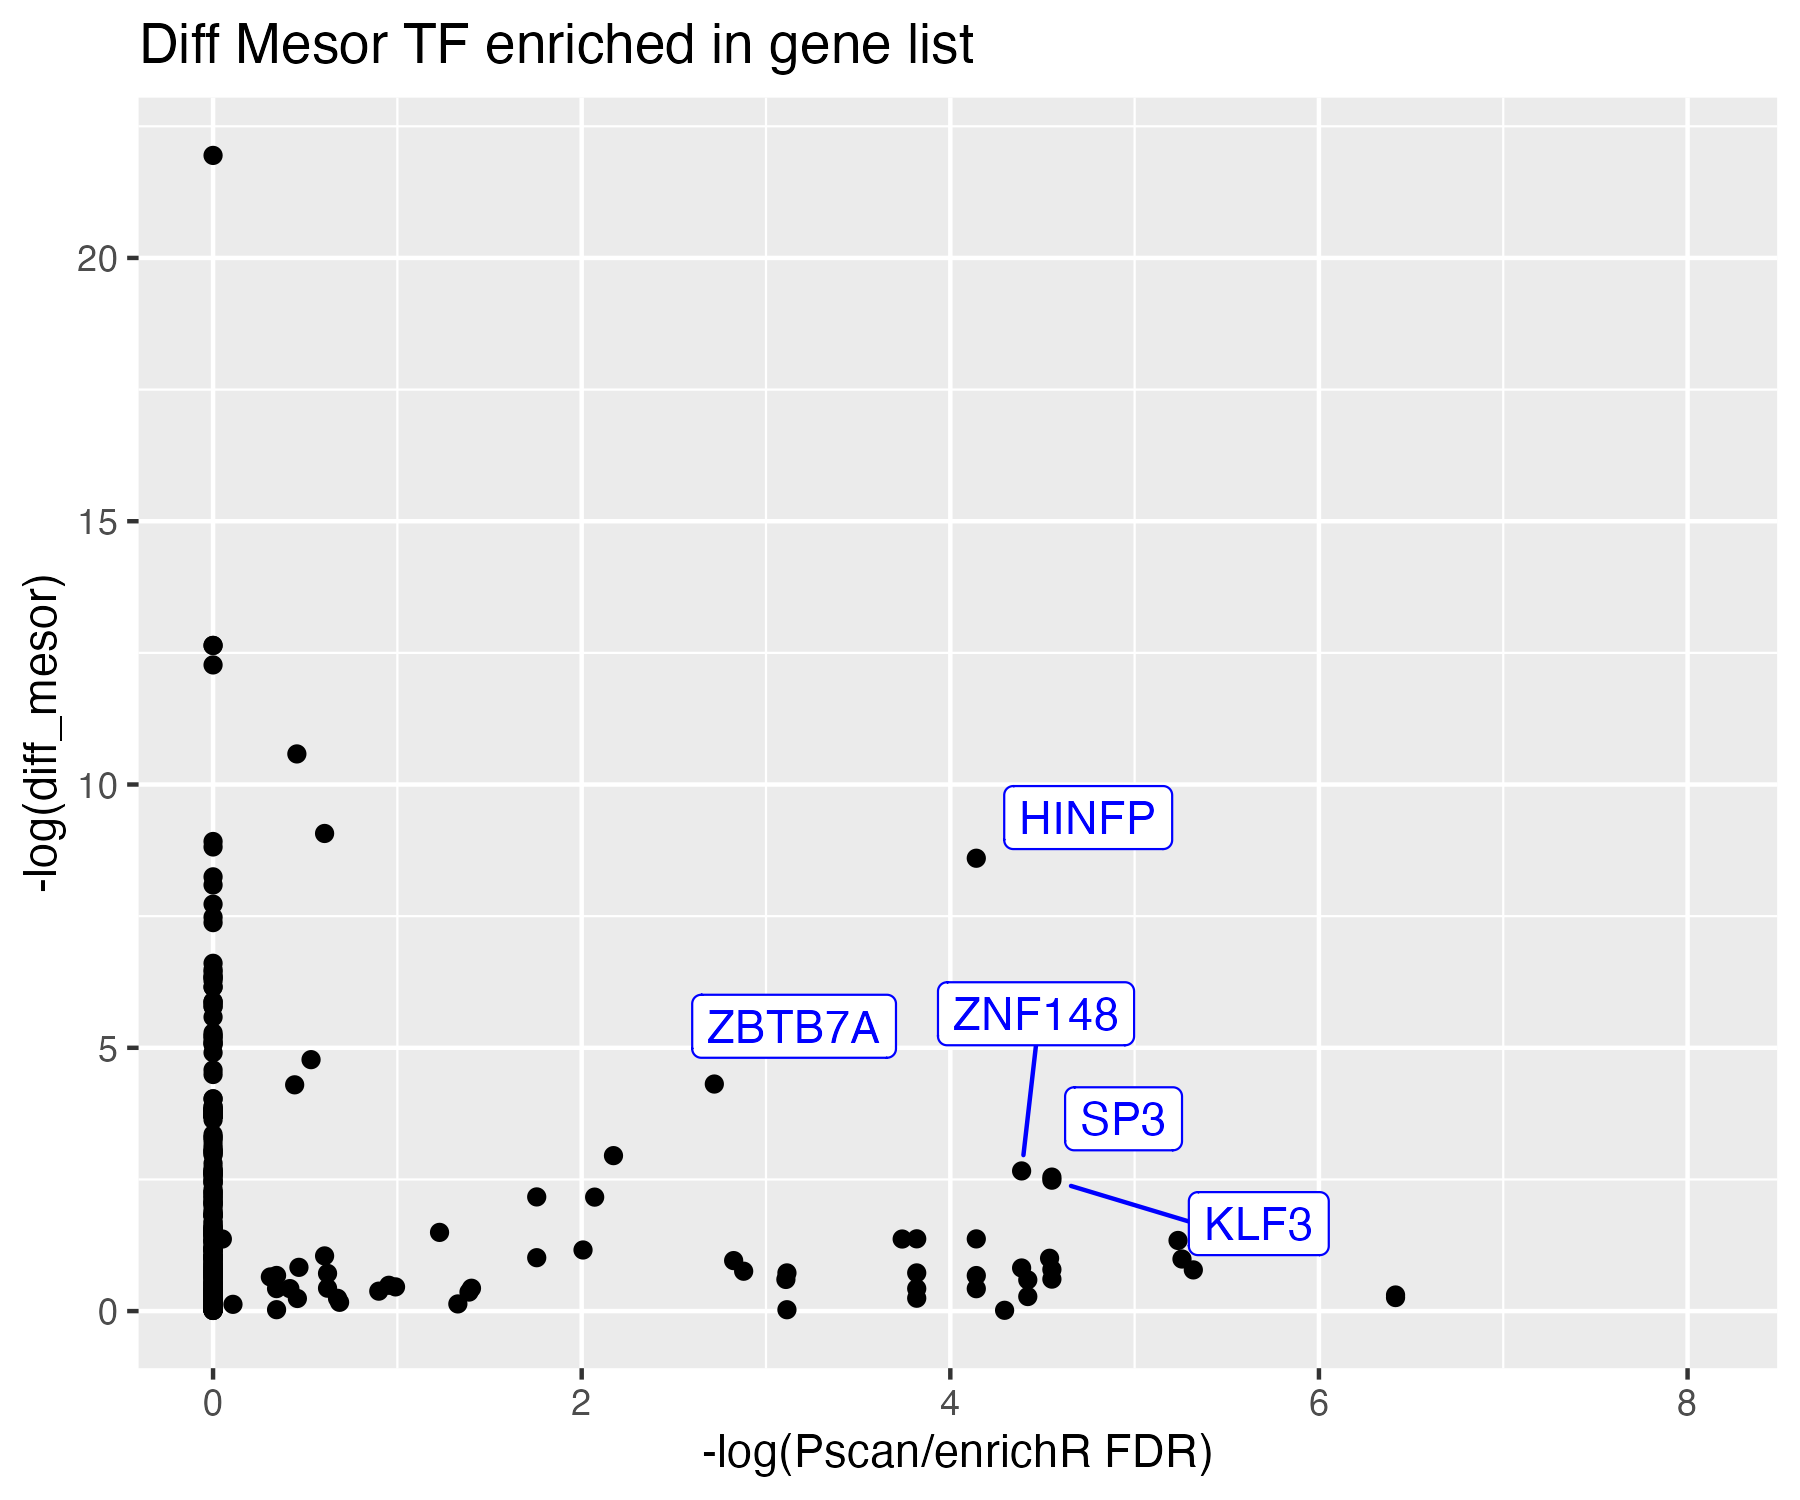 Diff Mesor TF enriched in gene list
-log(diff_mesor)
20
15
10
5
0
HINFP
ZNF148
ZBTB7A
SP3
KLF3
0 2 4 6 8
-log(Pscan/enrichR FDR)